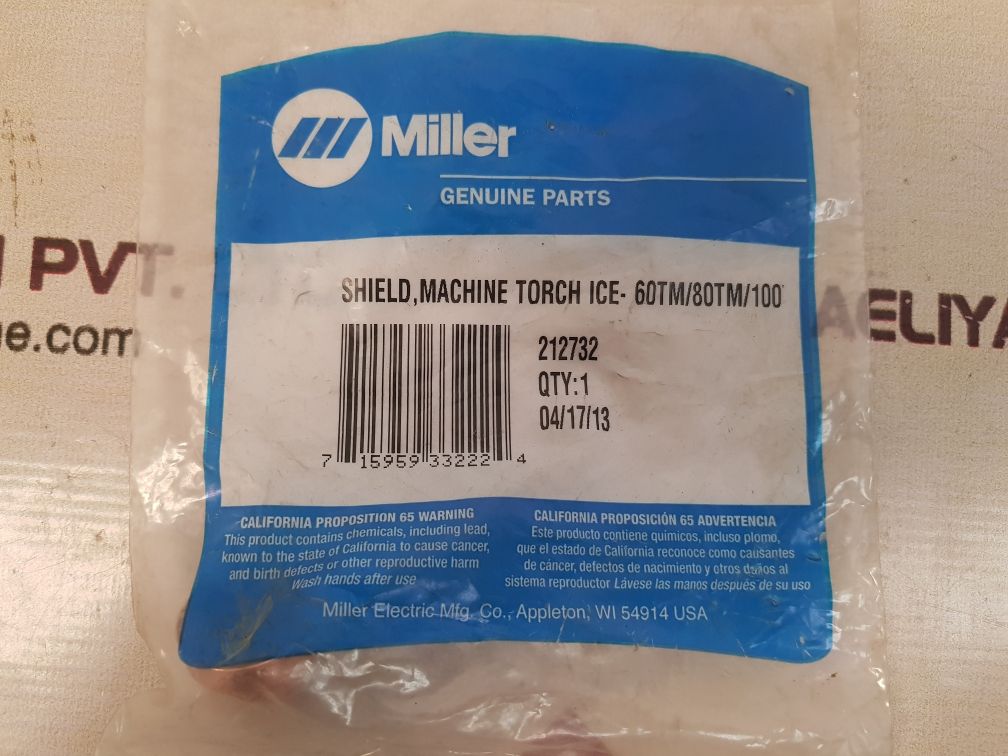 Miller
GENUINE PARTS
PVT.
e.com
AELIYA
SHIELD,MACHINE TORCH ICE- 60TM/80TM/100
212732
QTY:1
04/17/13
7 15959 33222 4
CALIFORNIA PROPOSITION 65 WARNING
This product contains chemicals, including lead,
known to the state of California to cause cancer,
and birth defects or other reproductive harm
Wash hands after use
CALIFORNIA PROPOSICIÓN 65 ADVERTENCIA
Este producto contiene quimicos, incluso plomo,
que el estado de California reconoce como causantes
de cáncer, defectos de nacimiento y otros daños al
sistema reproductor Lávese las manos después de su uso
Miller Electric Mfg. Co., Appleton, WI 54914 USA